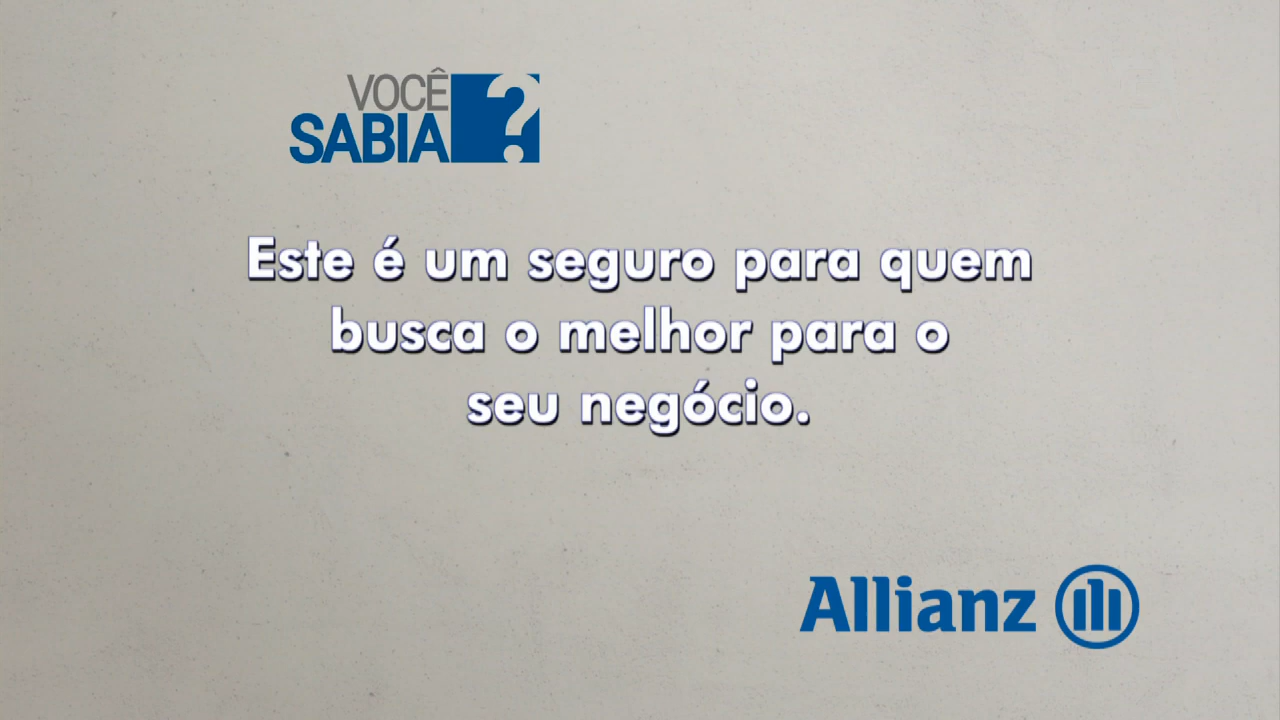 VOCÊ
SABIA ?
Este é um seguro para quem
busca o melhor para o
seu negócio.
Allianz